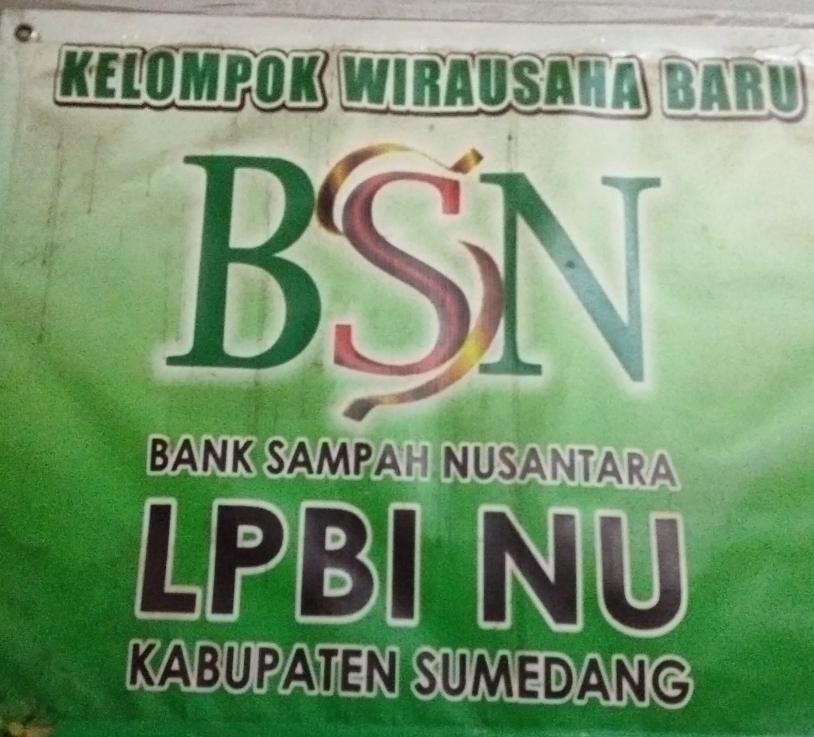 KELOMPOK WIRAUSAHA BARU
BSN
BANK SAMPAH NUSANTARA
LPBI NU
KABUPATEN SUMEDANG